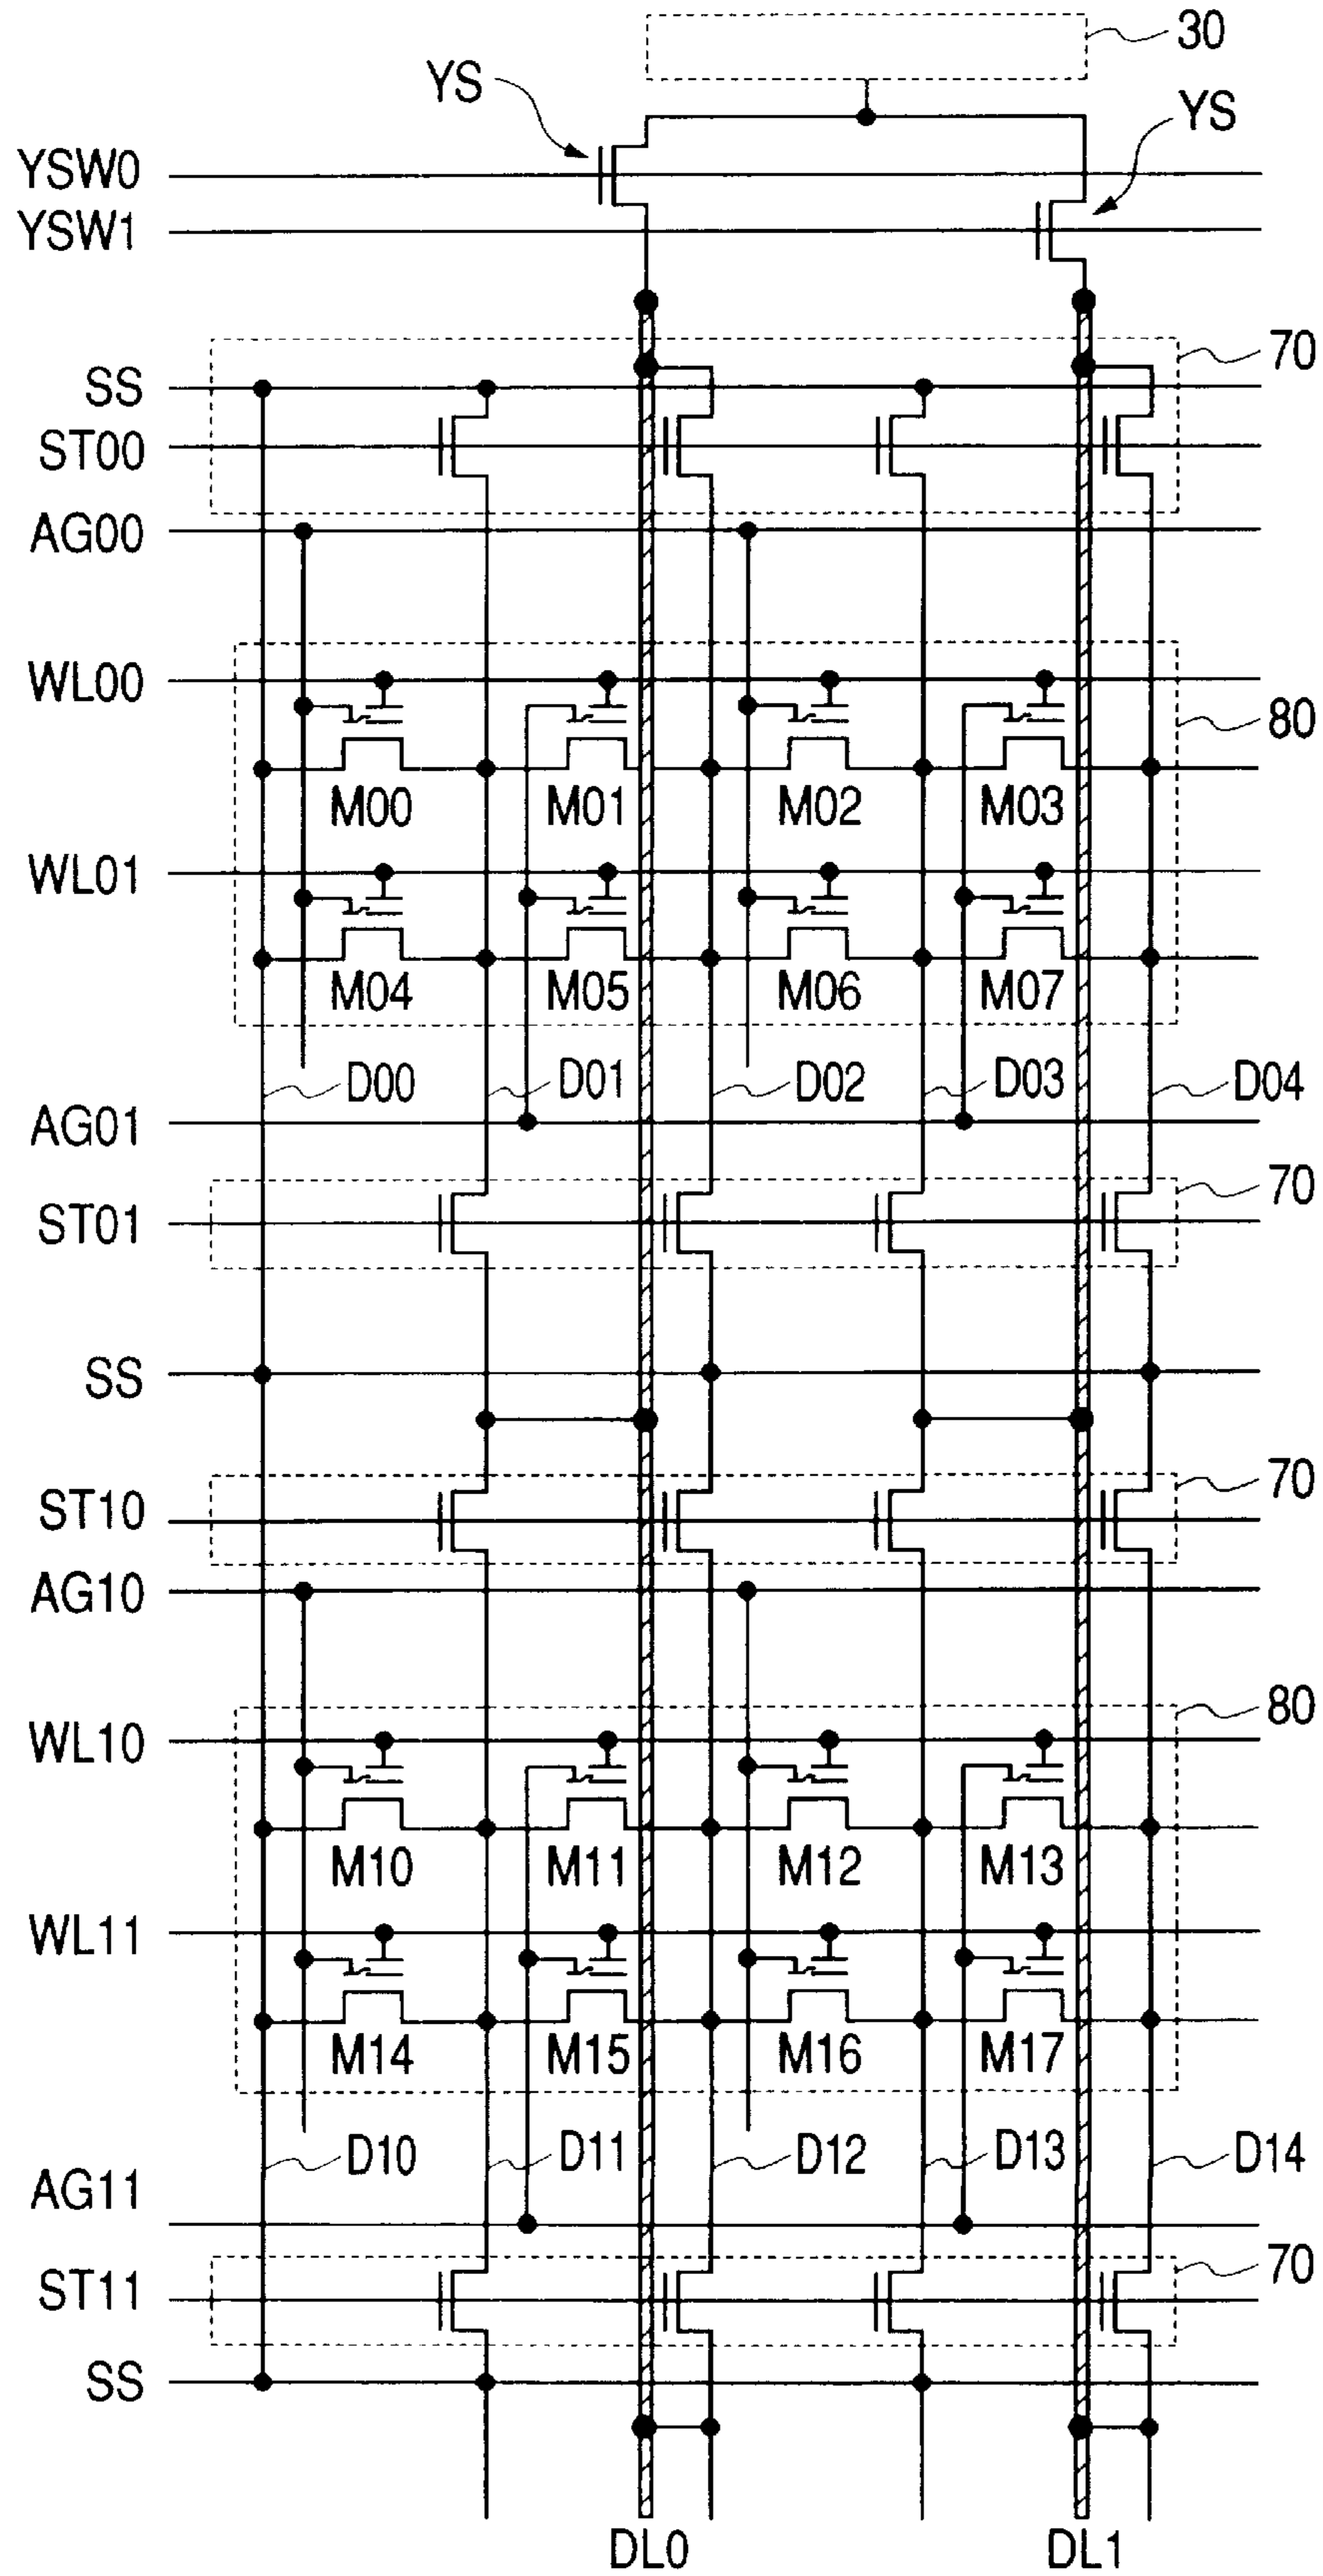 30
YS
YS
YSW0
YSW1
70
SS
ST00
AG00
WL00
80
M00 M01 M02 M03
WL01
M04 M05 M06 M07
D00 D01 D02 D03 D04
AG01
70
ST01
SS
70
ST10
AG10
80
WL10
M10 M11 M12 M13
WL11
M14 M15 M16 M17
D10 D11 D12 D13 D14
AG11
70
ST11
SS
DL0 DL1